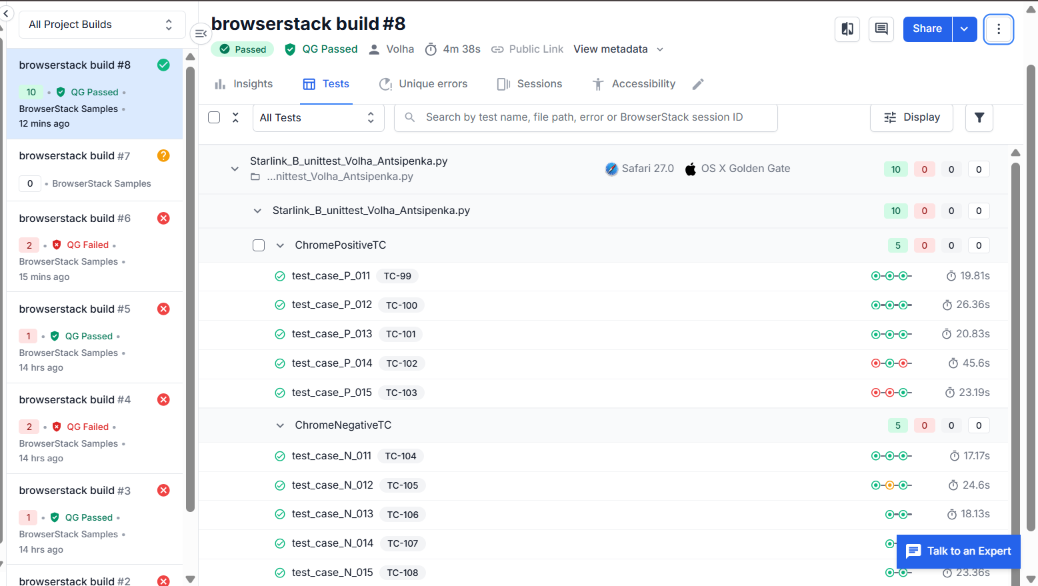 All Project Builds
browserstack build #8
10 • QG Passed •
BrowserStack Samples •
12 mins ago
browserstack build #7
0 • BrowserStack Samples
browserstack build #6
2 • QG Failed •
BrowserStack Samples •
15 mins ago
browserstack build #5
1 • QG Passed •
BrowserStack Samples •
14 hrs ago
browserstack build #4
2 • QG Failed •
BrowserStack Samples •
14 hrs ago
browserstack build #3
1 • QG Passed •
BrowserStack Samples •
14 hrs ago
browserstack build #2
browserstack build #8
Share
Passed QG Passed Volha 4m 38s Public Link View metadata
Insights Tests Unique errors Sessions Accessibility
All Tests Search by test name, file path, error or BrowserStack session ID Display
Starlink_B_unittest_Volha_Antsipenka.py
...nittest_Volha_Antsipenka.py Safari 27.0 OS X Golden Gate 10 0 0 0
Starlink_B_unittest_Volha_Antsipenka.py 10 0 0 0
ChromePositiveTC 5 0 0 0
test_case_P_011 TC-99 19.81s
test_case_P_012 TC-100 26.36s
test_case_P_013 TC-101 20.83s
test_case_P_014 TC-102 45.6s
test_case_P_015 TC-103 23.19s
ChromeNegativeTC 5 0 0 0
test_case_N_011 TC-104 17.17s
test_case_N_012 TC-105 24.6s
test_case_N_013 TC-106 18.13s
test_case_N_014 TC-107
Talk to an Expert
test_case_N_015 TC-108 23.36s